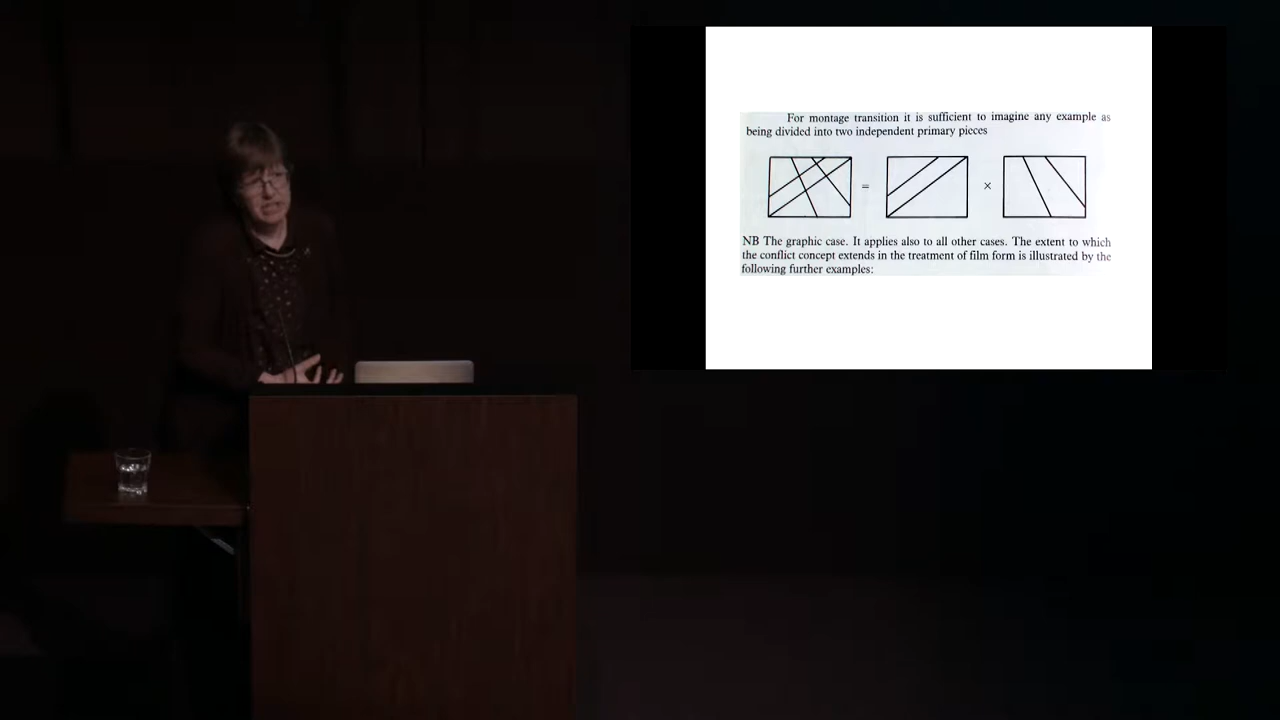 For montage transition it is sufficient to imagine any example as
being divided into two independent primary pieces
= ×
NB The graphic case. It applies also to all other cases. The extent to which
the conflict concept extends in the treatment of film form is illustrated by the
following further examples: